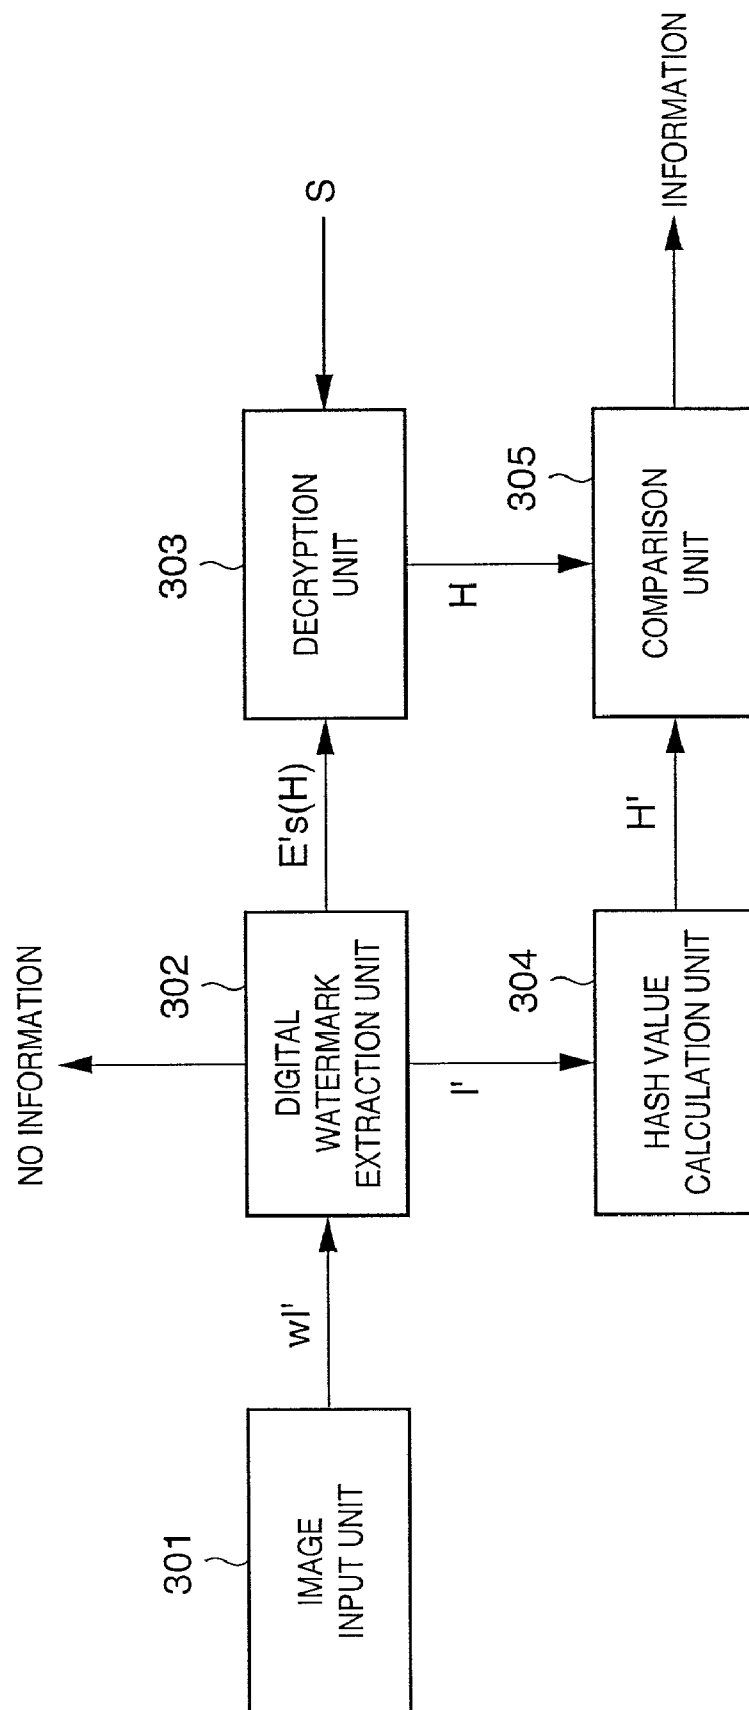 NO INFORMATION
301
IMAGE
INPUT UNIT
wI'
302
DIGITAL
WATERMARK
EXTRACTION UNIT
E's(H)
303
DECRYPTION
UNIT
S
I'
H
304
HASH VALUE
CALCULATION UNIT
H'
305
COMPARISON
UNIT
INFORMATION